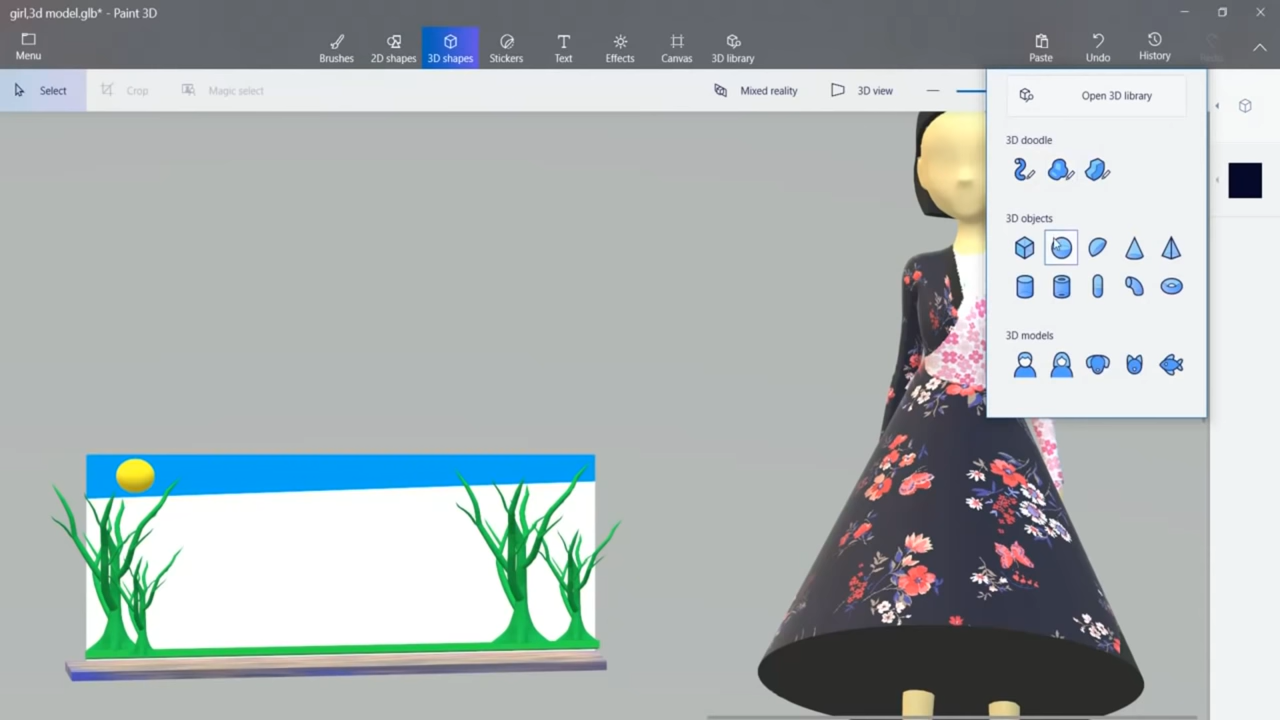 girl,3d model.glb* - Paint 3D
Menu
Brushes
2D shapes
3D shapes
Stickers
Text
Effects
Canvas
3D library
Paste
Undo
History
Select
Crop
Magic select
Mixed reality
3D view
Open 3D library
3D doodle
3D objects
3D models